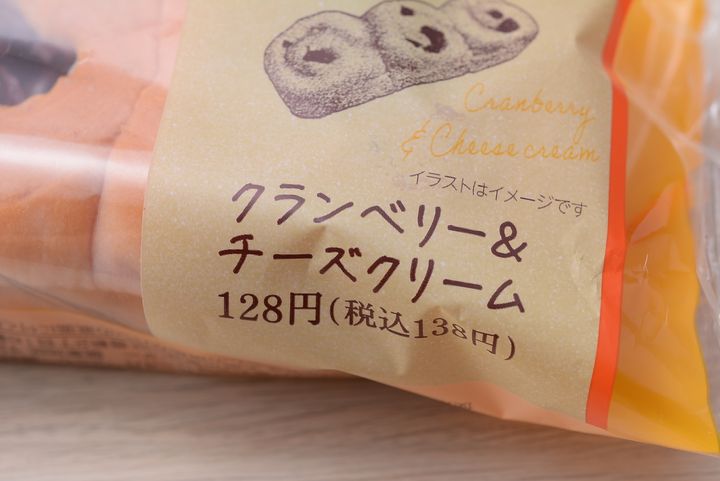 Cranberry
& Cheese cream
イラストはイメージです
クランベリー&
チーズクリーム
128円(税込138円)